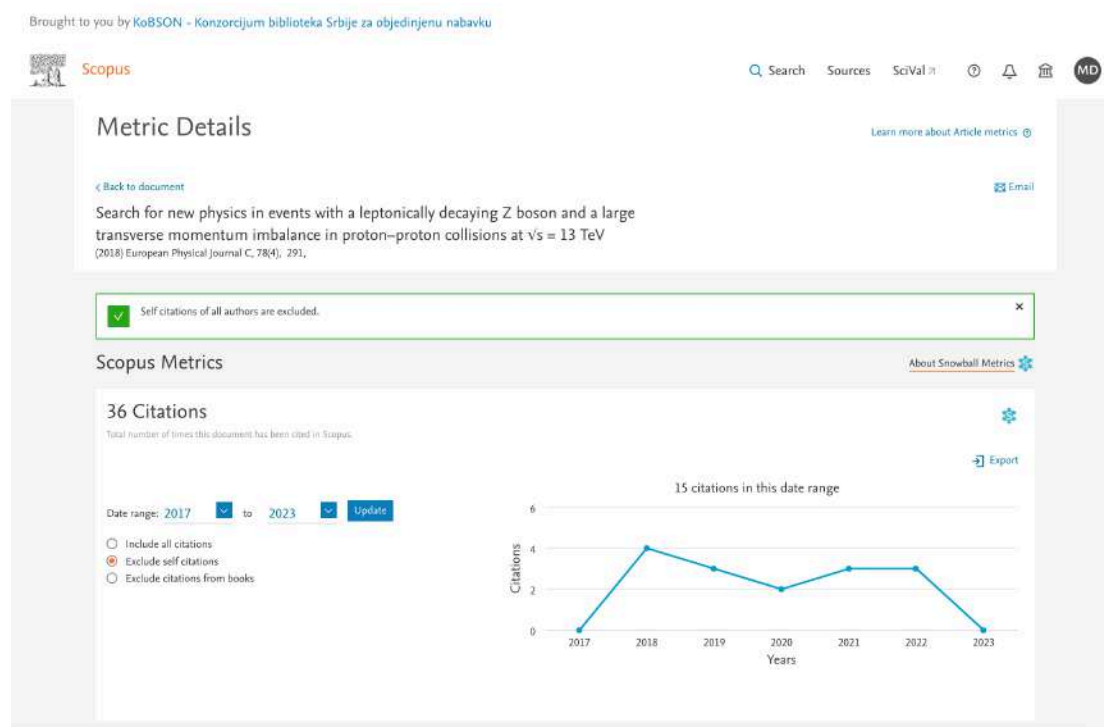 Brought to you by KoBSON - Konzorcijum biblioteka Srbije za objedinjenu nabavku
Scopus
Search Sources SciVal MD
Metric Details
Learn more about Article metrics
Back to document
Email
Search for new physics in events with a leptonically decaying Z boson and a large
transverse momentum imbalance in proton–proton collisions at √s = 13 TeV
(2018) European Physical Journal C, 78(4), 291,
Self citations of all authors are excluded.
Scopus Metrics
About Snowball Metrics
36 Citations
Total number of times this document has been cited in Scopus.
Export
Date range: 2017 to 2023 Update
Include all citations
Exclude self citations
Exclude citations from books
15 citations in this date range
Citations
6
4
2
0
2017 2018 2019 2020 2021 2022 2023
Years